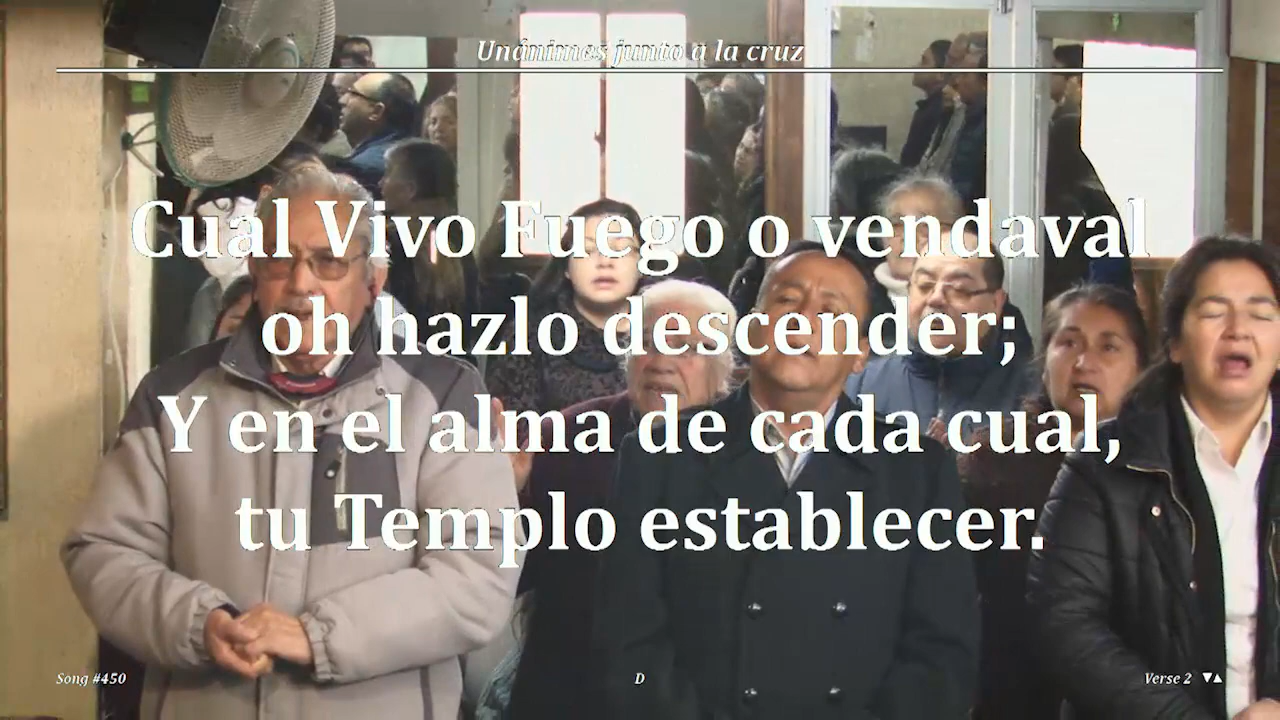 Unánimes junto a la cruz
Cual Vivo Fuego o vendaval
oh hazlo descender;
Y en el alma de cada cual,
tu Templo establecer.
Song #450
D
Verse 2 ▼▲